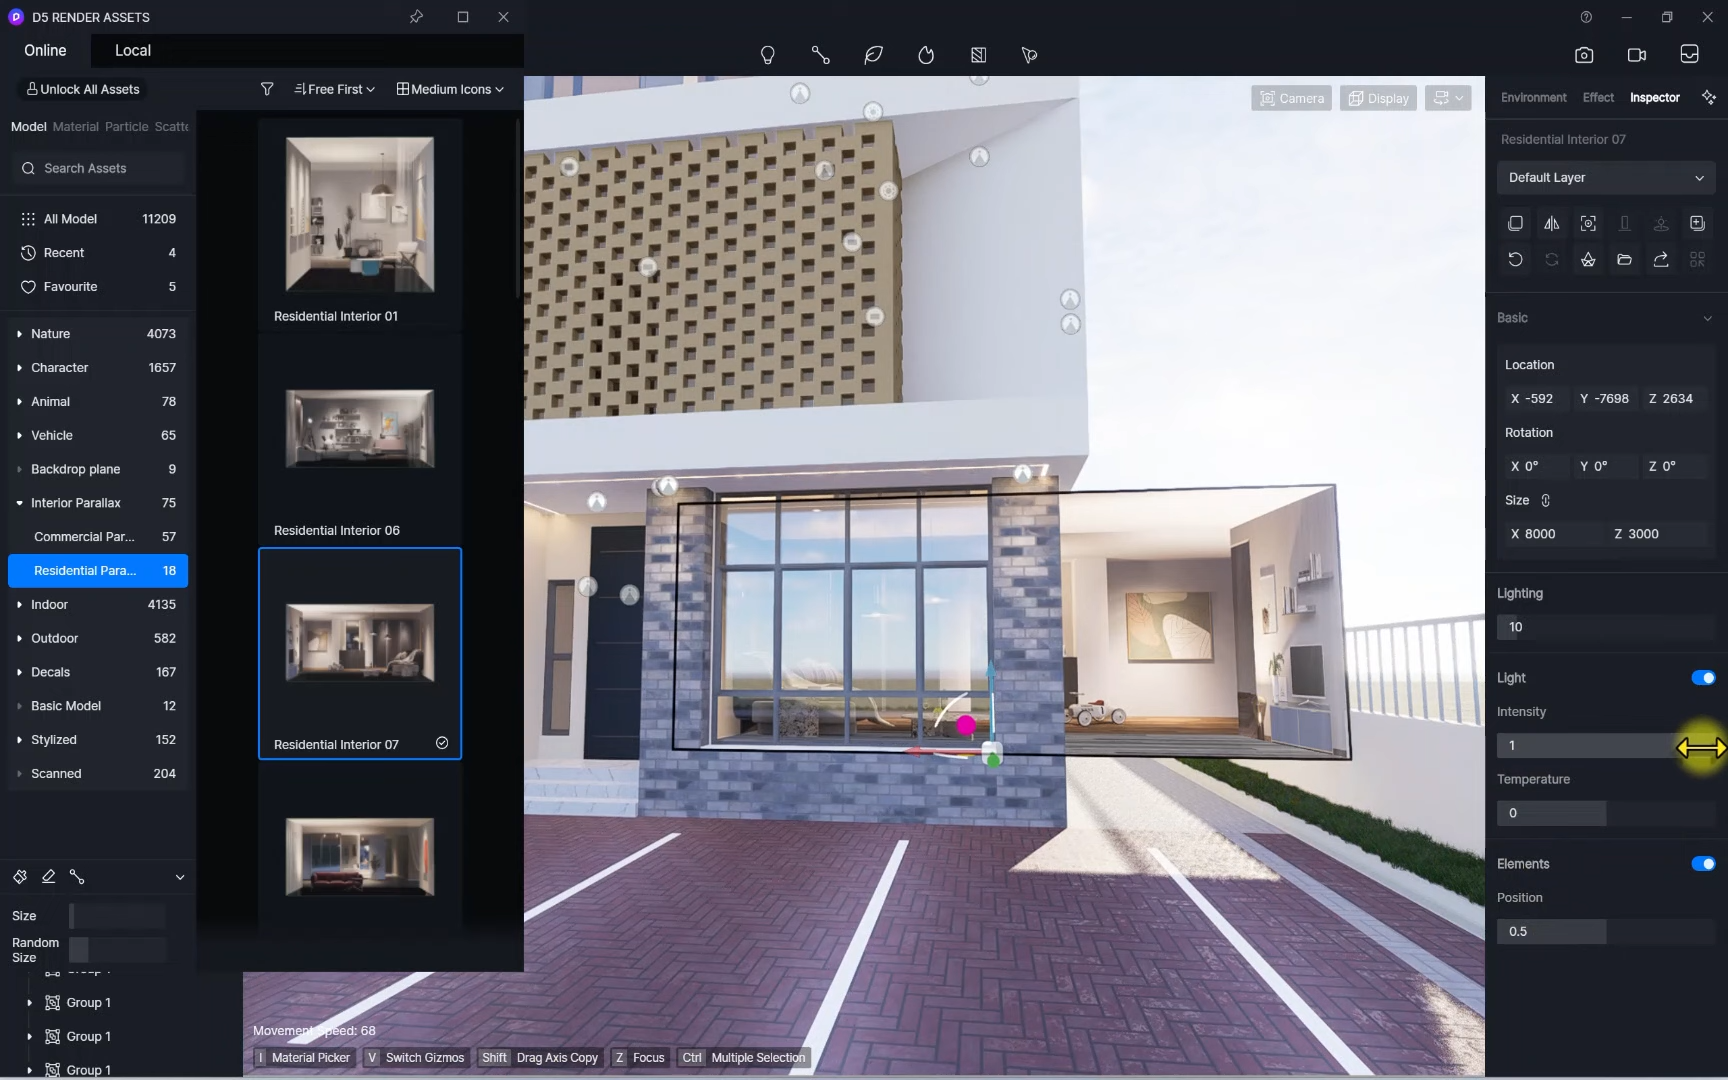 D5 RENDER ASSETS
Online
Local
Unlock All Assets
Free First
Medium Icons
Model Material Particle Scatte
Search Assets
All Model 11209
Recent 4
Favourite 5
Nature 4073
Character 1657
Animal 78
Vehicle 65
Backdrop plane 9
Interior Parallax 75
Commercial Par... 57
Residential Para... 18
Indoor 4135
Outdoor 582
Decals 167
Basic Model 12
Stylized 152
Scanned 204
Size
Random
Size
Group 1
Group 1
Group 1
Group 1
Residential Interior 01
Residential Interior 06
Residential Interior 07
Camera
Display
Movement Speed: 68
I Material Picker V Switch Gizmos Shift Drag Axis Copy Z Focus Ctrl Multiple Selection
Environment Effect Inspector
Residential Interior 07
Default Layer
Basic
Location
X -592 Y -7698 Z 2634
Rotation
X 0° Y 0° Z 0°
Size
X 8000 Z 3000
Lighting
10
Light
Intensity
1
Temperature
0
Elements
Position
0.5